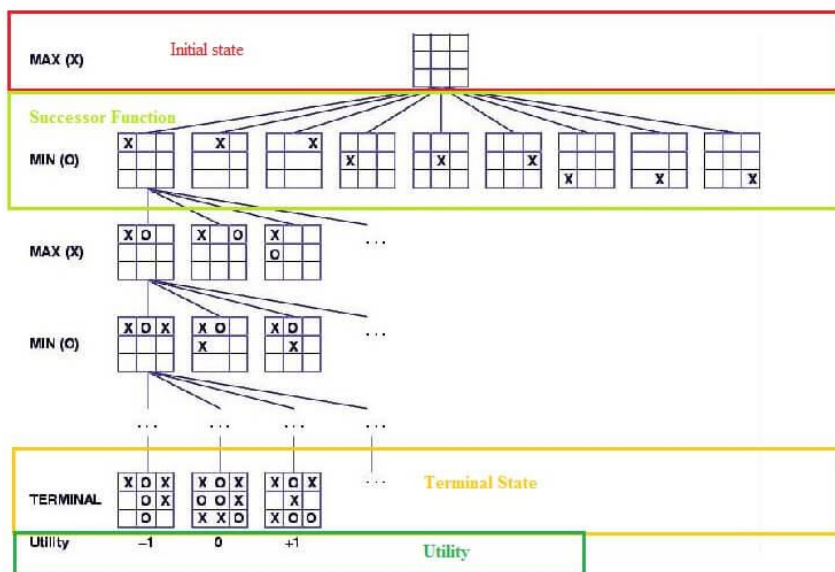 Initial state
MAX (X)
Successor Function
X X X
MIN (O) X X X
X X X
X O X O X
MAX (X) O
...
X O X X O X O
MIN (O) X X
...
... ... ... ...
X O X X O X X O X ...
TERMINAL O X O O X X Terminal State
O X X O X O O
Utility –1 0 +1 Utility